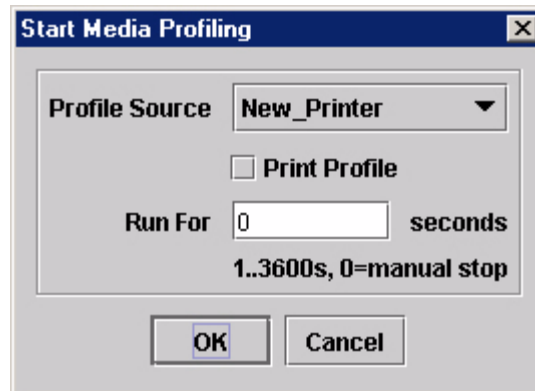 Start Media Profiling
Profile Source New_Printer
Print Profile
Run For 0 seconds
1..3600s, 0=manual stop
OK Cancel